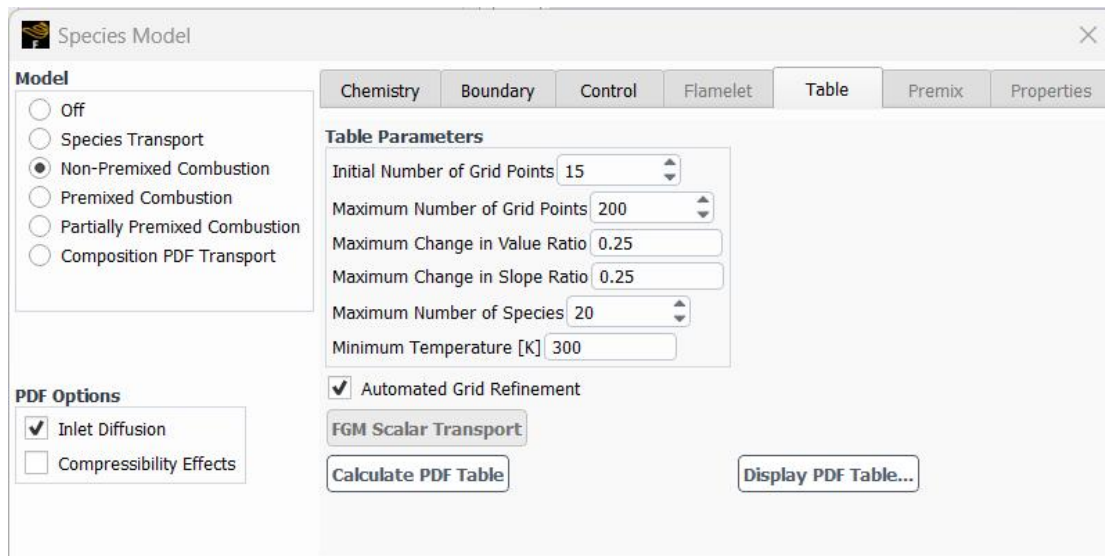 Species Model
Model
Off
Species Transport
Non-Premixed Combustion
Premixed Combustion
Partially Premixed Combustion
Composition PDF Transport
PDF Options
Inlet Diffusion
Compressibility Effects
Chemistry Boundary Control Flamelet Table Premix Properties
Table Parameters
Initial Number of Grid Points 15
Maximum Number of Grid Points 200
Maximum Change in Value Ratio 0.25
Maximum Change in Slope Ratio 0.25
Maximum Number of Species 20
Minimum Temperature [K] 300
Automated Grid Refinement
FGM Scalar Transport
Calculate PDF Table Display PDF Table...